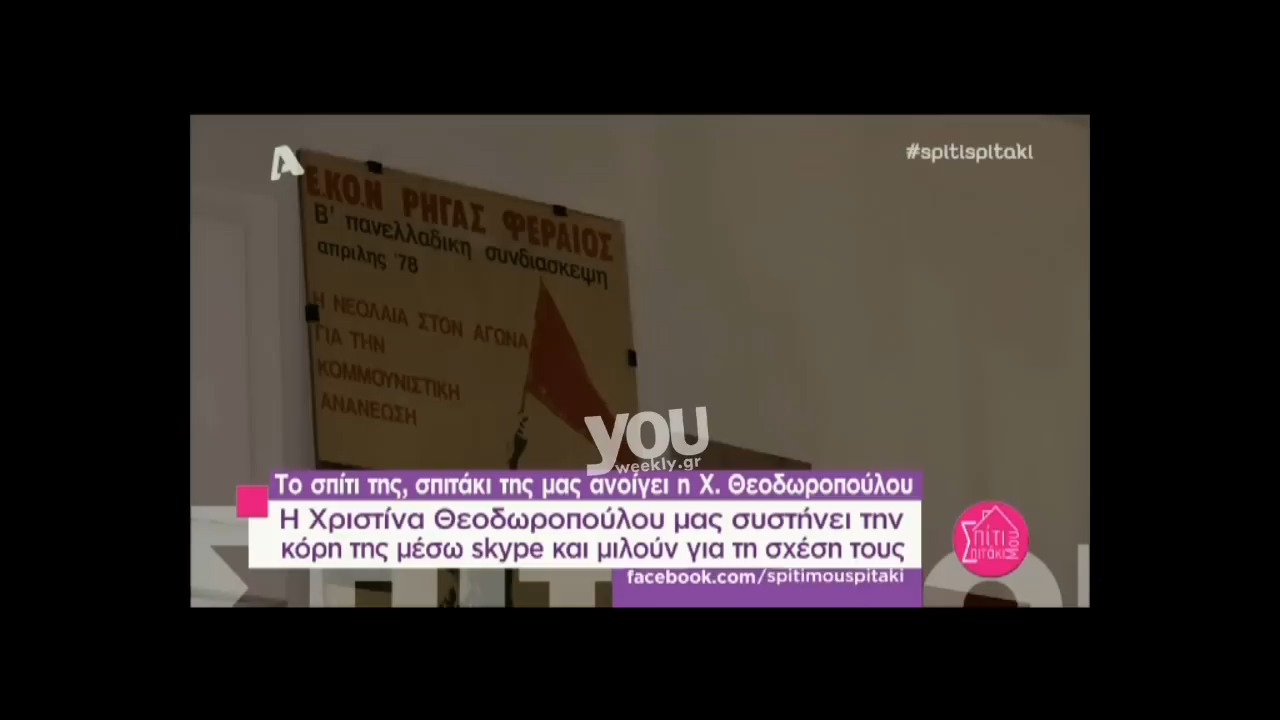 A
#spitispitaki
Ε.ΚΟ.Ν ΡΗΓΑΣ ΦΕΡΑΙΟΣ
Β' πανελλαδικη συνδιασκεψη
απριλης '78
Η ΝΕΟΛΑΙΑ ΣΤΟΝ ΑΓΩΝΑ
ΓΙΑ ΤΗΝ
ΚΟΜΜΟΥΝΙΣΤΙΚΗ
ΑΝΑΝΕΩΣΗ
YOU
weekly.gr
Το σπίτι της, σπιτάκι της μας ανοίγει η Χ. Θεοδωροπούλου
Η Χριστίνα Θεοδωροπούλου μας συστήνει την
κόρη της μέσω skype και μιλούν για τη σχέση τους
facebook.com/spitimouspitaki
Σπίτι μου
Σπιτάκι